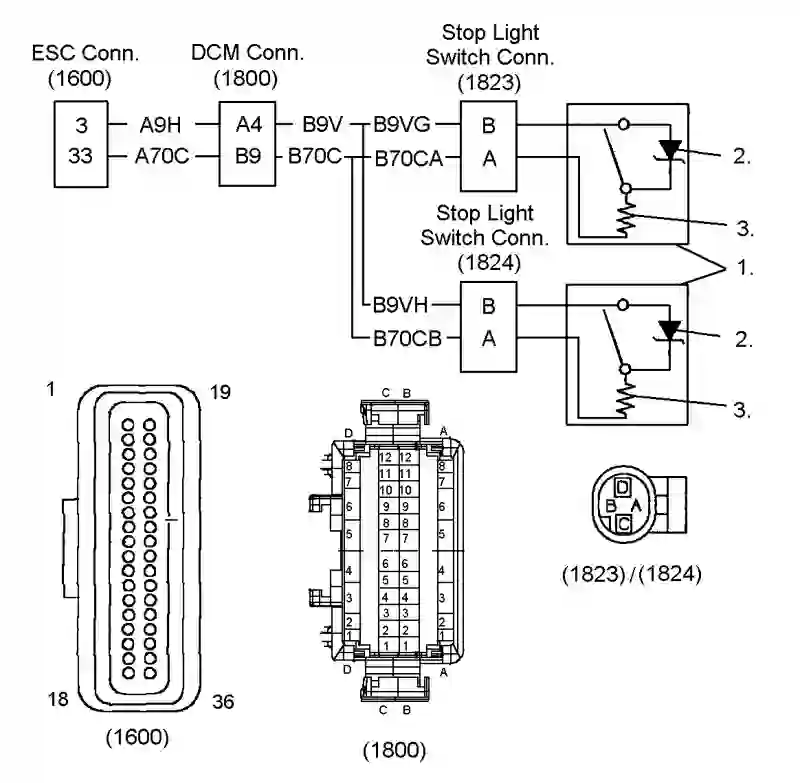 ESC Conn.
(1600)
DCM Conn.
(1800)
Stop Light
Switch Conn.
(1823)
3 A9H A4 B9V B9VG B
33 A70C B9 B70C B70CA A
2.
3.
1.
Stop Light
Switch Conn.
(1824)
B9VH B
B70CB A
2.
3.
1 19
18 36
(1600)
C B
D A
8 12 12 8
7 11 11 7
10 10
6 9 9 6
8 8
5 7 7 5
6 6
4 5 5 4
3 4 4 3
3 3
2 2 2 2
1 1 1 1
D A
C B
(1800)
D
B A
C
(1823)/(1824)